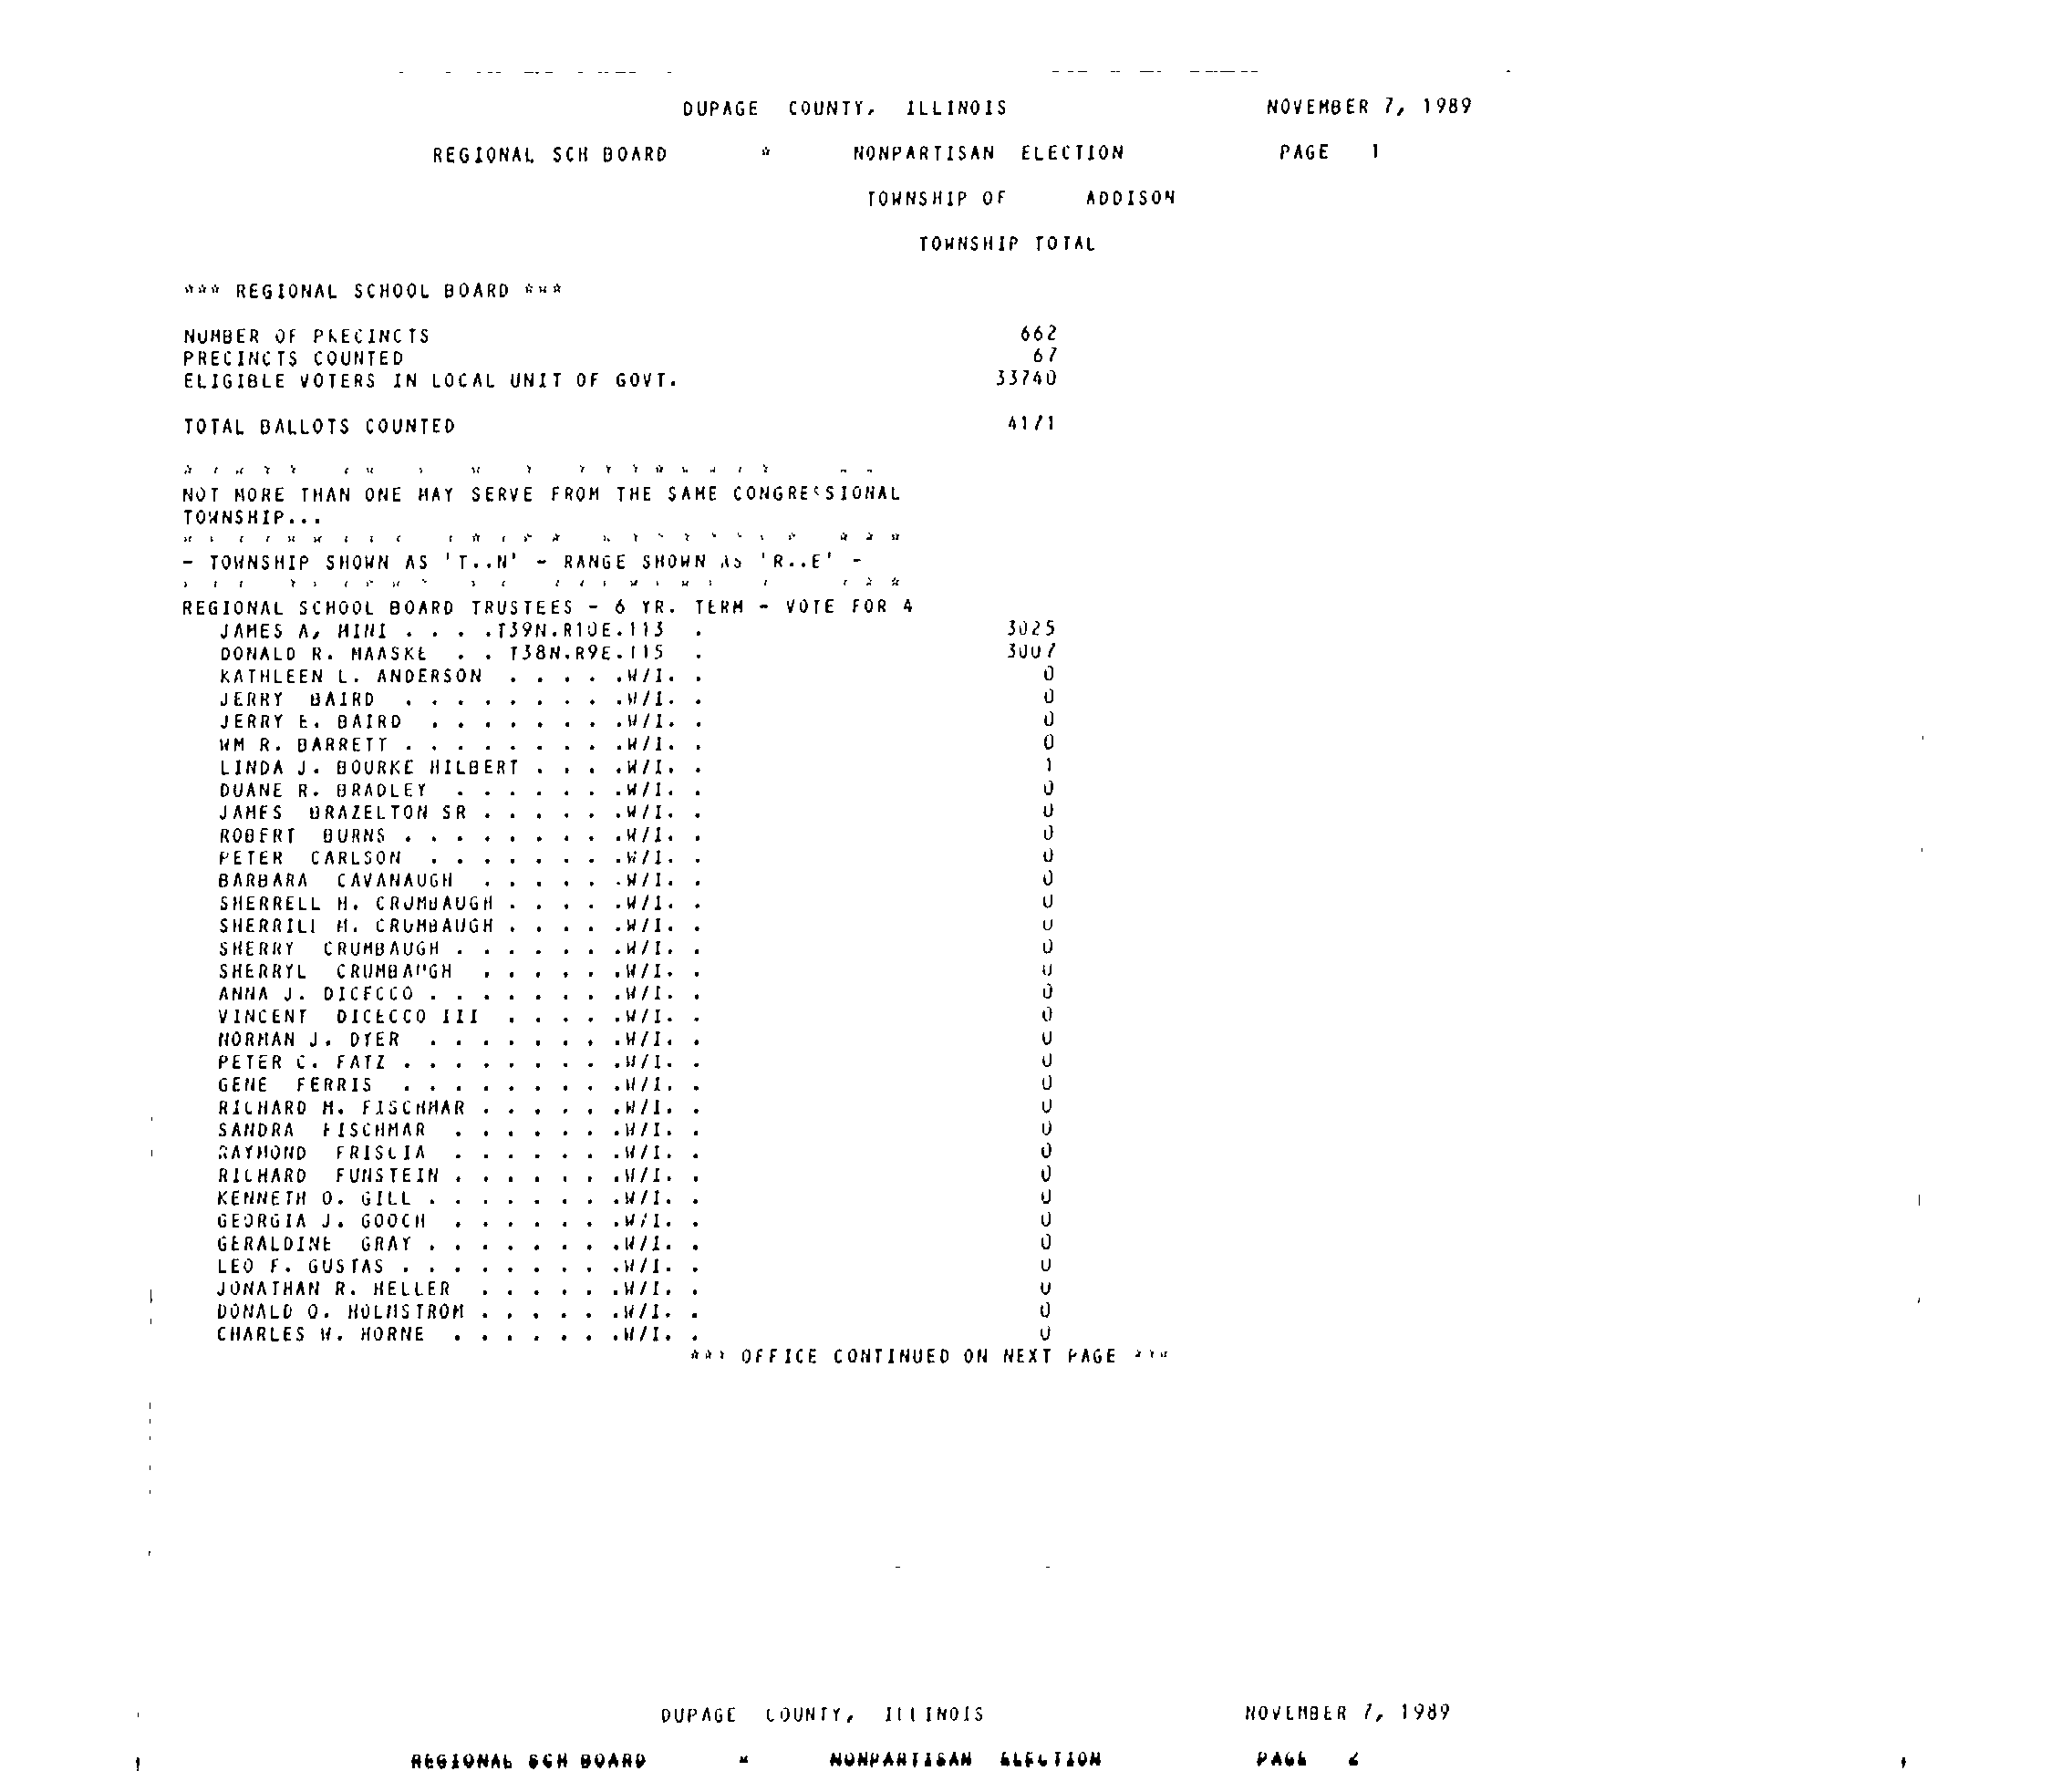 DUPAGE COUNTY, ILLINOIS NOVEMBER 7, 1989
REGIONAL SCH BOARD * NONPARTISAN ELECTION PAGE 1
TOWNSHIP OF ADDISON
TOWNSHIP TOTAL
*** REGIONAL SCHOOL BOARD ***
NUMBER OF PRECINCTS 662
PRECINCTS COUNTED 67
ELIGIBLE VOTERS IN LOCAL UNIT OF GOVT. 33740
TOTAL BALLOTS COUNTED 4171
NOT MORE THAN ONE MAY SERVE FROM THE SAME CONGRESSIONAL
TOWNSHIP...
- TOWNSHIP SHOWN AS 'T..N' - RANGE SHOWN AS 'R..E' -
REGIONAL SCHOOL BOARD TRUSTEES - 6 YR. TERM - VOTE FOR 4
JAMES A. MINI . . . .T39N.R10E.113 . 3025
DONALD R. MAASKE . . T38N.R9E.115 . 3007
KATHLEEN L. ANDERSON . . . . .W/I. . 0
JERRY BAIRD . . . . . . . . .W/I. . 0
JERRY E. BAIRD . . . . . . . .W/I. . 0
WM R. BARRETT . . . . . . . . .W/I. . 0
LINDA J. BOURKE HILBERT . . . .W/I. . 1
DUANE R. BRADLEY . . . . . . .W/I. . 0
JAMES BRAZELTON SR . . . . . .W/I. . 0
ROBERT BURNS . . . . . . . . .W/I. . 0
PETER CARLSON . . . . . . . .W/I. . 0
BARBARA CAVANAUGH . . . . . .W/I. . 0
SHERRELL H. CRUMBAUGH . . . . .W/I. . 0
SHERRILL M. CRUMBAUGH . . . . .W/I. . 0
SHERRY CRUMBAUGH . . . . . . .W/I. . 0
SHERRYL CRUMBAUGH . . . . . .W/I. . 0
ANNA J. DICECCO . . . . . . . .W/I. . 0
VINCENT DICECCO III . . . . .W/I. . 0
NORMAN J. DYER . . . . . . . .W/I. . 0
PETER C. FATZ . . . . . . . . .W/I. . 0
GENE FERRIS . . . . . . . . .W/I. . 0
RICHARD M. FISCHMAR . . . . . .W/I. . 0
SANDRA FISCHMAR . . . . . . .W/I. . 0
RAYMOND FRISCIA . . . . . . .W/I. . 0
RICHARD FUNSTEIN . . . . . . .W/I. . 0
KENNETH O. GILL . . . . . . . .W/I. . 0
GEORGIA J. GOOCH . . . . . . .W/I. . 0
GERALDINE GRAY . . . . . . . .W/I. . 0
LEO F. GUSTAS . . . . . . . . .W/I. . 0
JONATHAN R. HELLER . . . . . .W/I. . 0
DONALD O. HOLMSTROM . . . . . .W/I. . 0
CHARLES W. HORNE . . . . . . .W/I. . 0
*** OFFICE CONTINUED ON NEXT PAGE ***
DUPAGE COUNTY, ILLINOIS NOVEMBER 7, 1989
REGIONAL SCH BOARD * NONPARTISAN ELECTION PAGE 2